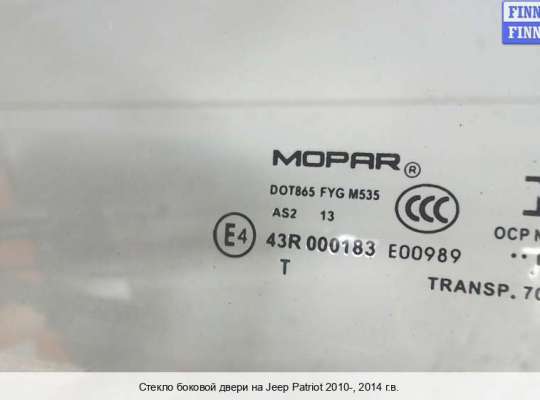 FINN
FINN
MOPAR ®
DOT865 FYG M535
AS2 13
CCC
E4 43R 000183 E00989
T
OCP
TRANSP. 70
Стекло боковой двери на Jeep Patriot 2010-, 2014 г.в.